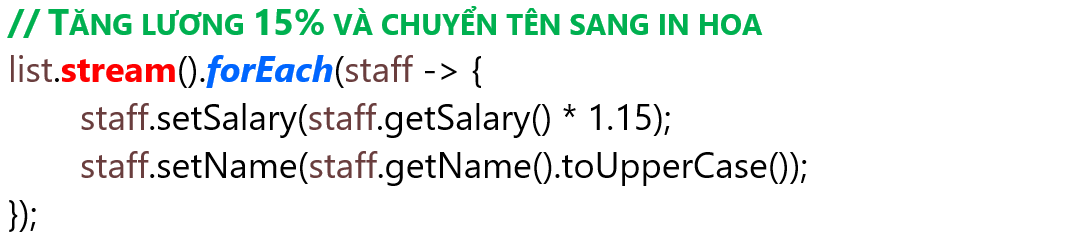 // TĂNG LƯƠNG 15% VÀ CHUYỂN TÊN SANG IN HOA
list.stream().forEach(staff -> {
staff.setSalary(staff.getSalary() * 1.15);
staff.setName(staff.getName().toUpperCase());
});